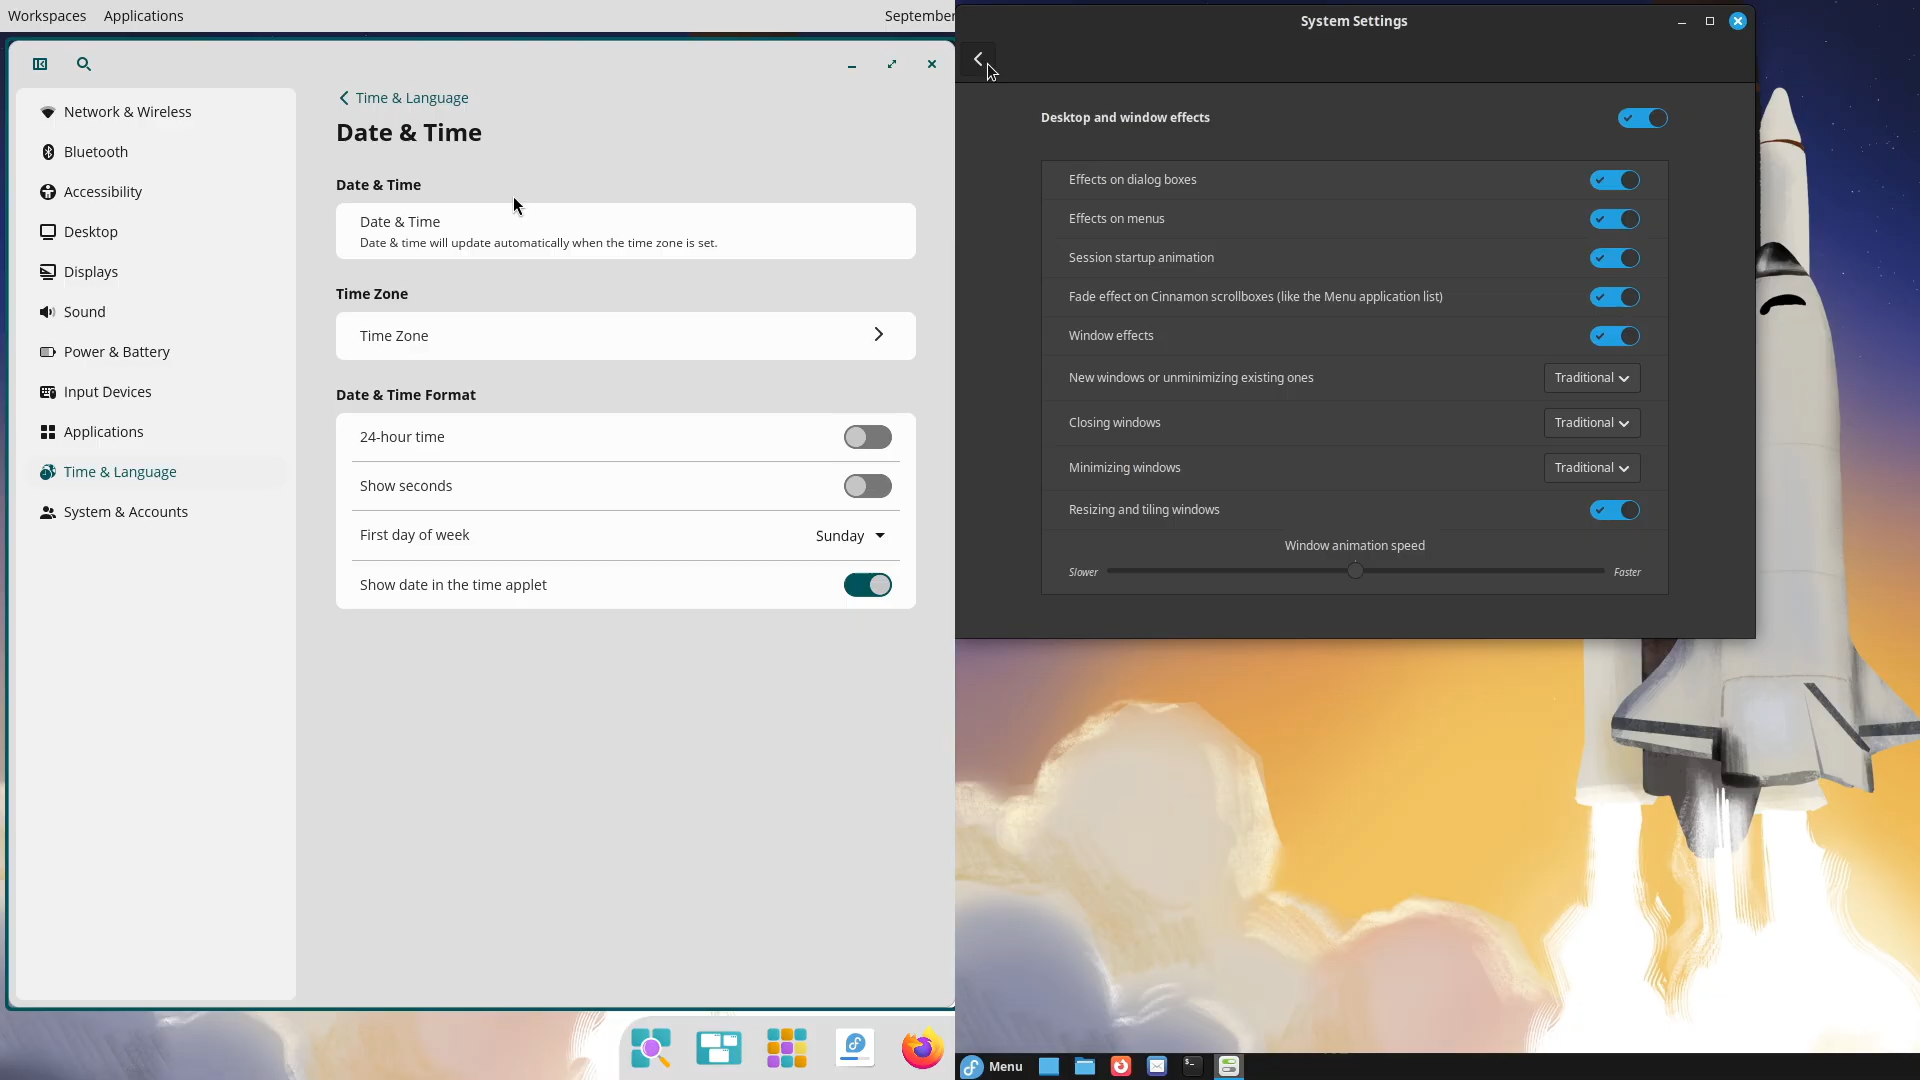 Workspaces Applications September
Network & Wireless
Bluetooth
Accessibility
Desktop
Displays
Sound
Power & Battery
Input Devices
Applications
Time & Language
System & Accounts
Time & Language
Date & Time
Date & Time
Date & Time
Date & time will update automatically when the time zone is set.
Time Zone
Time Zone
Date & Time Format
24-hour time
Show seconds
First day of week Sunday
Show date in the time applet
System Settings
Desktop and window effects
Effects on dialog boxes
Effects on menus
Session startup animation
Fade effect on Cinnamon scrollboxes (like the Menu application list)
Window effects
New windows or unminimizing existing ones Traditional
Closing windows Traditional
Minimizing windows Traditional
Resizing and tiling windows
Window animation speed
Slower Faster
Menu